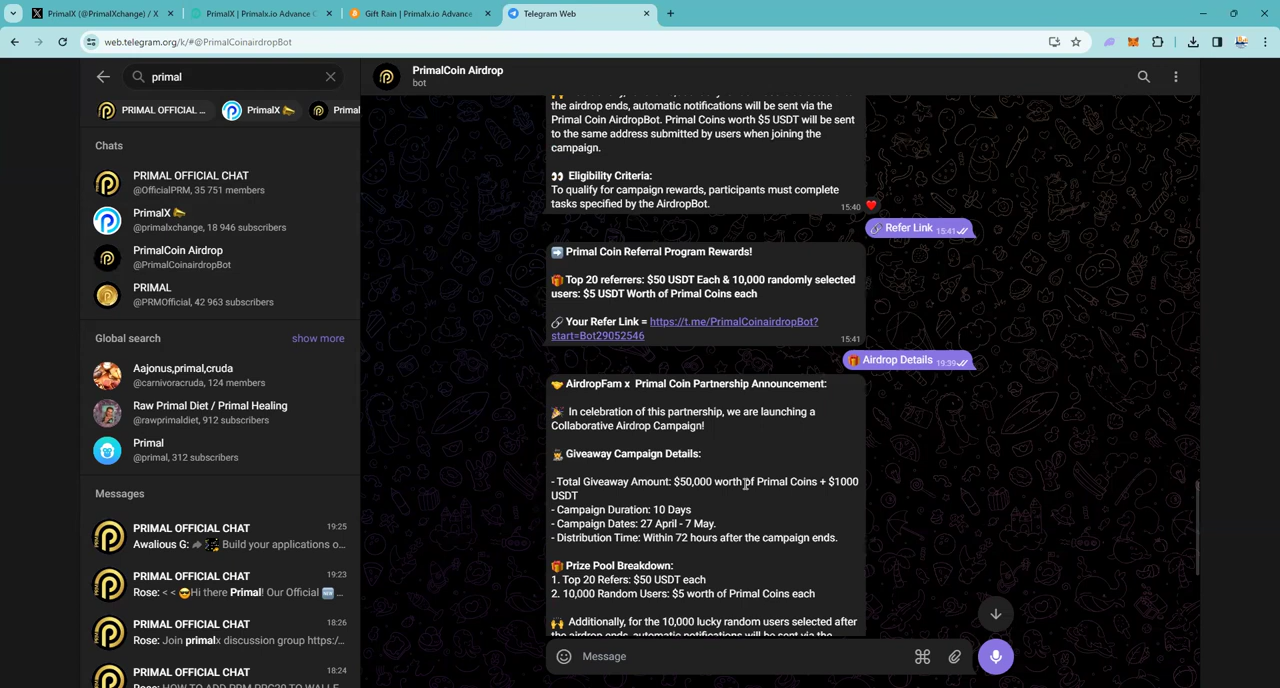 PrimalX (@PrimalXchange) / X
PrimalX | Primalx.io Advance C
Gift Rain | Primalx.io Advance
Telegram Web
web.telegram.org/k/#@PrimalCoinairdropBot
primal
PrimalCoin Airdrop
bot
PRIMAL OFFICIAL ...
PrimalX
Primal
Chats
PRIMAL OFFICIAL CHAT
@OfficialPRM, 35 751 members
PrimalX
@primalxchange, 18 946 subscribers
PrimalCoin Airdrop
@PrimalCoinairdropBot
PRIMAL
@PRMOfficial, 42 963 subscribers
Global search
show more
Aajonus,primal,cruda
@carnivoracruda, 124 members
Raw Primal Diet / Primal Healing
@rawprimaldiet, 912 subscribers
Primal
@primal, 312 subscribers
Messages
PRIMAL OFFICIAL CHAT 19:25
Awalious G: Build your applications o...
PRIMAL OFFICIAL CHAT 19:23
Rose: < < 😎Hi there Primal! Our Official 🆕 ...
PRIMAL OFFICIAL CHAT 18:26
Rose: Join primalx discussion group https:/...
PRIMAL OFFICIAL CHAT 18:24
the airdrop ends, automatic notifications will be sent via the
Primal Coin AirdropBot. Primal Coins worth $5 USDT will be sent
to the same address submitted by users when joining the
campaign.
👀 Eligibility Criteria:
To qualify for campaign rewards, participants must complete
tasks specified by the AirdropBot.
15:40
🔗 Refer Link 15:41
➡️ Primal Coin Referral Program Rewards!
🎁 Top 20 referrers: $50 USDT Each & 10,000 randomly selected
users: $5 USDT Worth of Primal Coins each
🔗 Your Refer Link = https://t.me/PrimalCoinairdropBot?
start=Bot29052546
15:41
🎁 Airdrop Details 19:39
🤝 AirdropFam x Primal Coin Partnership Announcement:
🎉 In celebration of this partnership, we are launching a
Collaborative Airdrop Campaign!
Giveaway Campaign Details:
- Total Giveaway Amount: $50,000 worth of Primal Coins + $1000
USDT
- Campaign Duration: 10 Days
- Campaign Dates: 27 April - 7 May.
- Distribution Time: Within 72 hours after the campaign ends.
🎁 Prize Pool Breakdown:
1. Top 20 Refers: $50 USDT each
2. 10,000 Random Users: $5 worth of Primal Coins each
🙌 Additionally, for the 10,000 lucky random users selected after
the airdrop ends, automatic notifications will be sent via the
Message